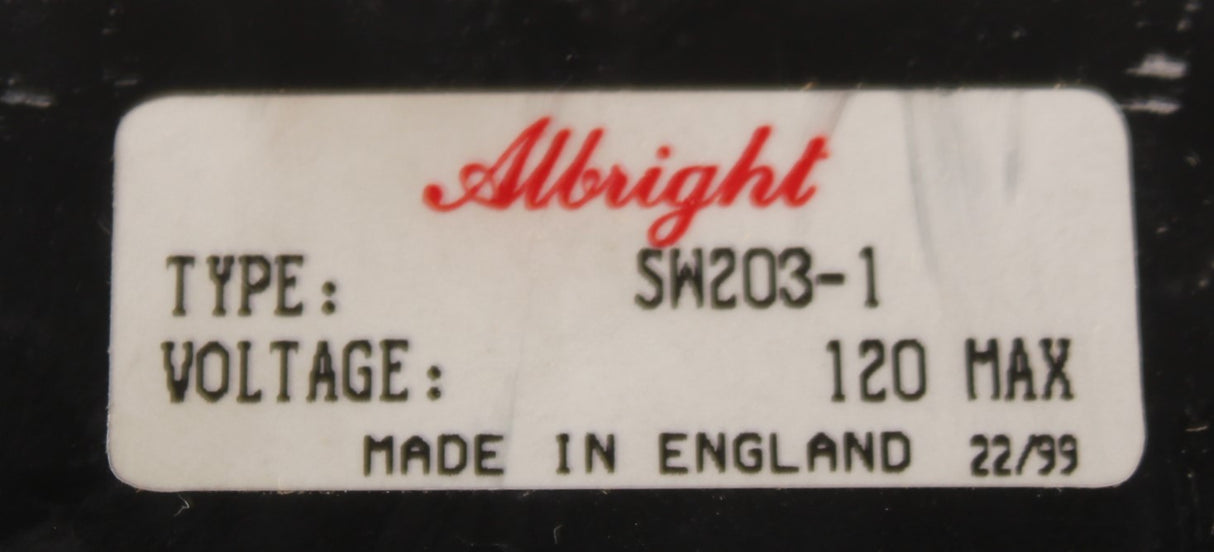 Albright
TYPE: SW203-1
VOLTAGE: 120 MAX
MADE IN ENGLAND 22/99